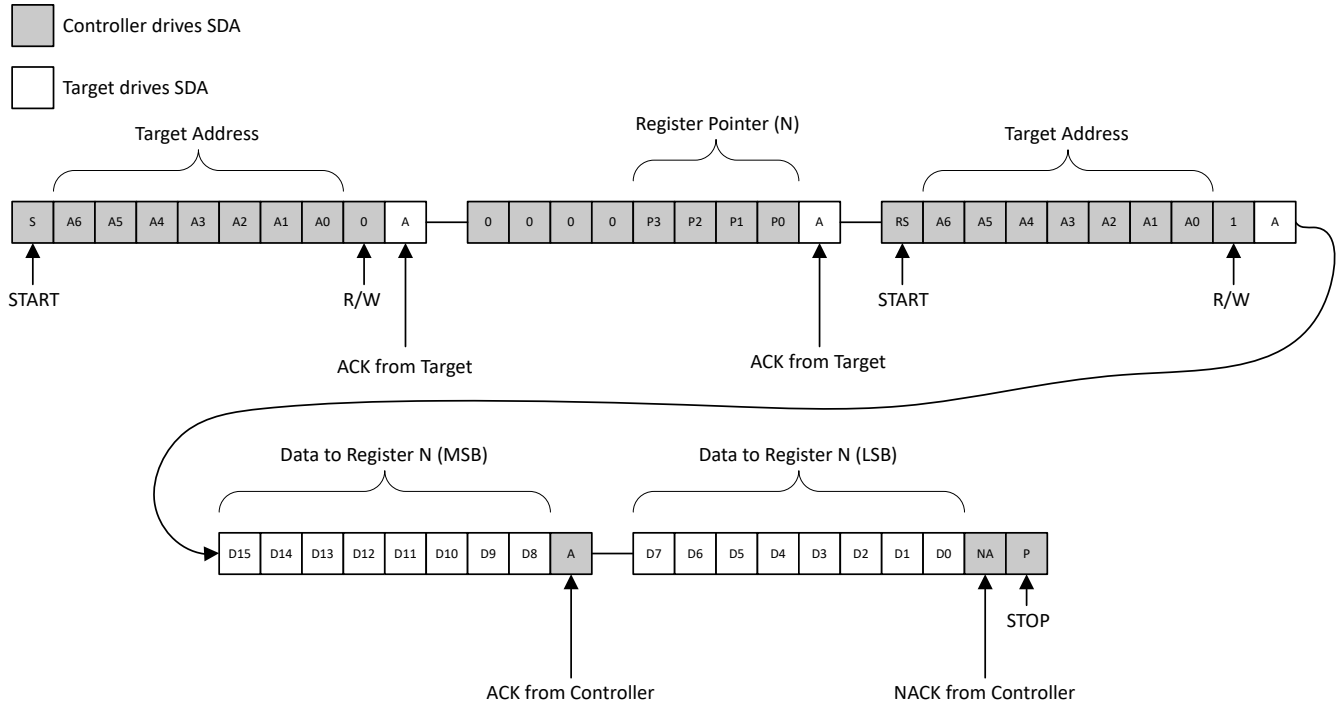 Controller drives SDA
Target drives SDA
Target Address
Register Pointer (N)
Target Address
S A6 A5 A4 A3 A2 A1 A0 0 A 0 0 0 0 P3 P2 P1 P0 A RS A6 A5 A4 A3 A2 A1 A0 1 A
START
R/W
START
R/W
ACK from Target
ACK from Target
Data to Register N (MSB)
Data to Register N (LSB)
D15 D14 D13 D12 D11 D10 D9 D8 A D7 D6 D5 D4 D3 D2 D1 D0 NA P
STOP
ACK from Controller
NACK from Controller